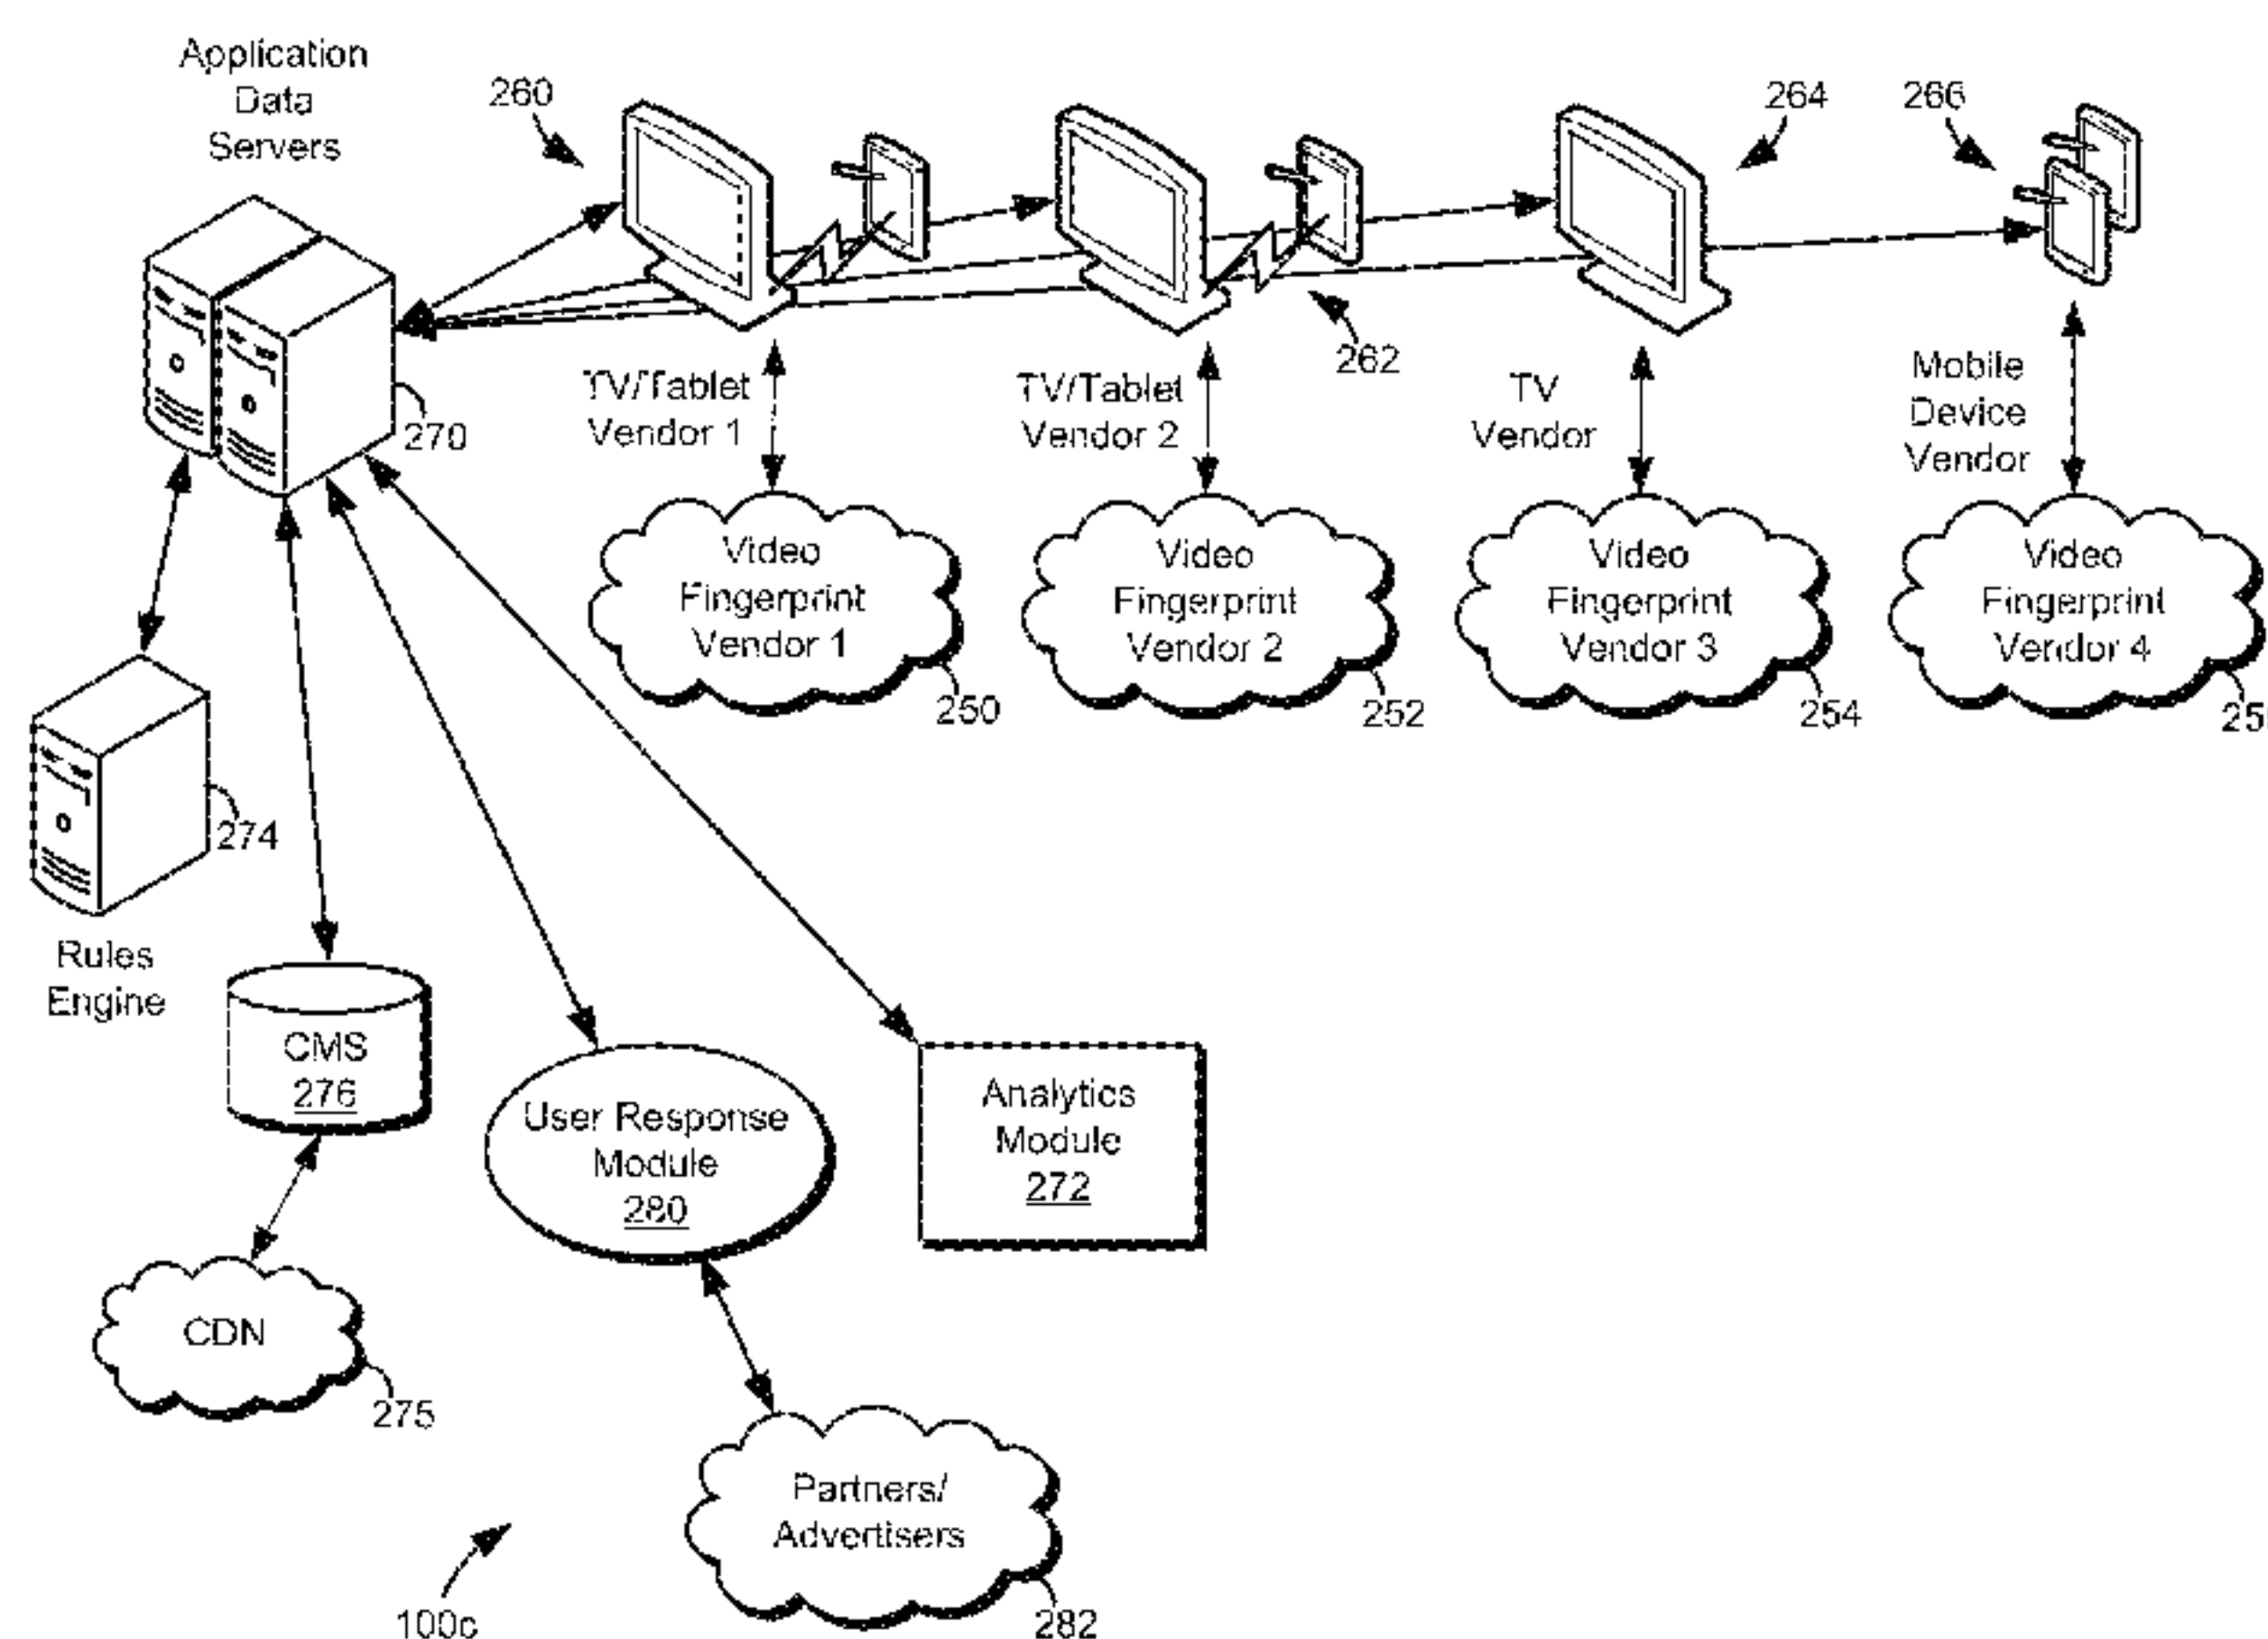 Application
Data
Servers
260
264
266
262
270
TV/Tablet
Vendor 1
TV/Tablet
Vendor 2
TV
Vendor
Mobile
Device
Vendor
Video
Fingerprint
Vendor 1
250
Video
Fingerprint
Vendor 2
252
Video
Fingerprint
Vendor 3
254
Video
Fingerprint
Vendor 4
25
274
Rules
Engine
CMS
276
User Response
Module
280
Analytics
Module
272
CDN
275
Partners/
Advertisers
282
100c